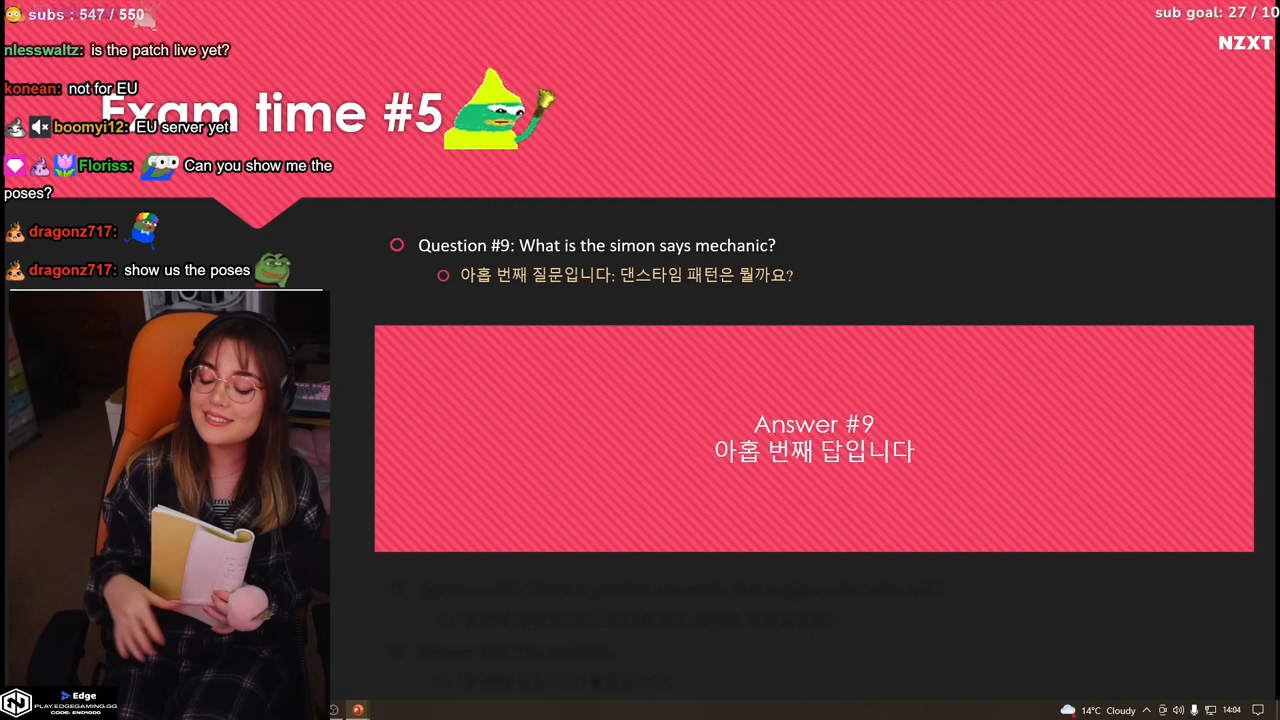 subs : 547 / 550
sub goal: 27 / 10
NZXT
nlesswaltz: is the patch live yet?
konean: not for EU
Exam time #5
boomyi12: EU server yet
Floriss: Can you show me the
poses?
dragonz717:
dragonz717: show us the poses
Question #9: What is the simon says mechanic?
아홉 번째 질문입니다: 댄스타임 패턴은 뭘까요?
Answer #9
아홉 번째 답입니다
Edge
PLAY.EDGEGAMING.GG
14°C Cloudy
14:04